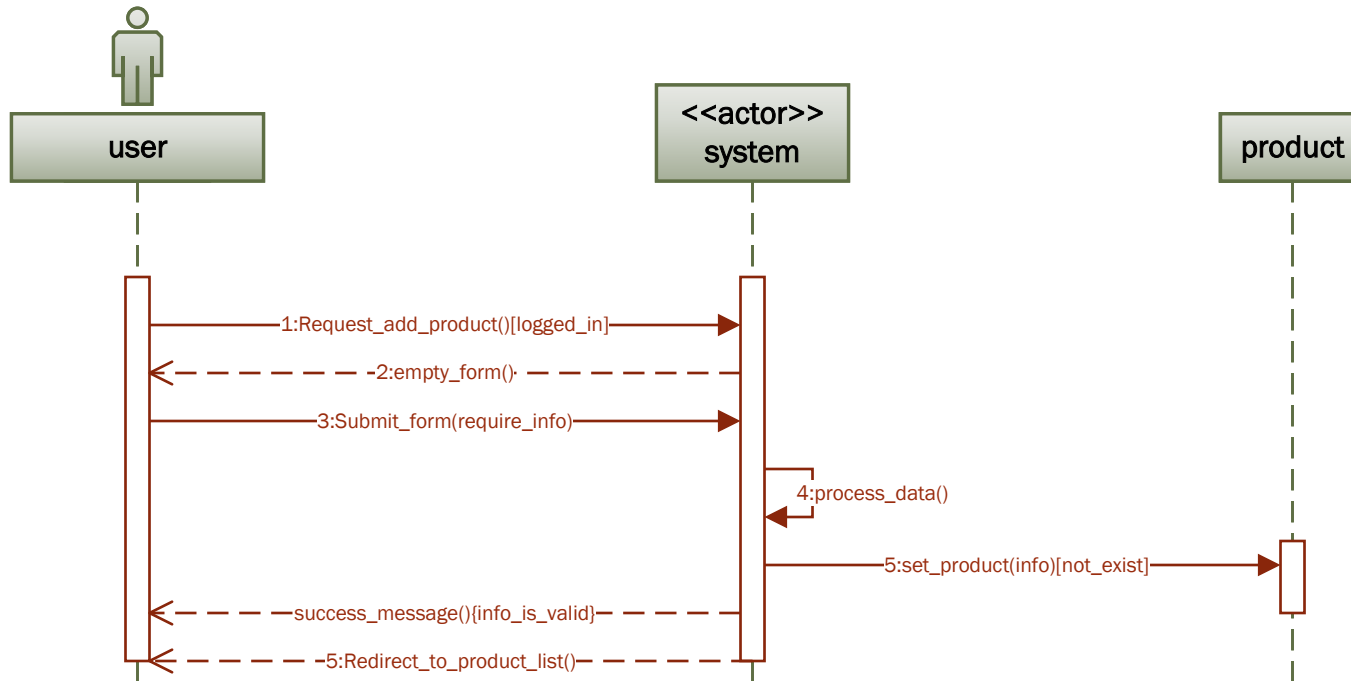 user
<<actor>>
system
product
1:Request_add_product()[logged_in]
2:empty_form()
3:Submit_form(require_info)
4:process_data()
5:set_product(info)[not_exist]
success_message(){info_is_valid}
5:Redirect_to_product_list()